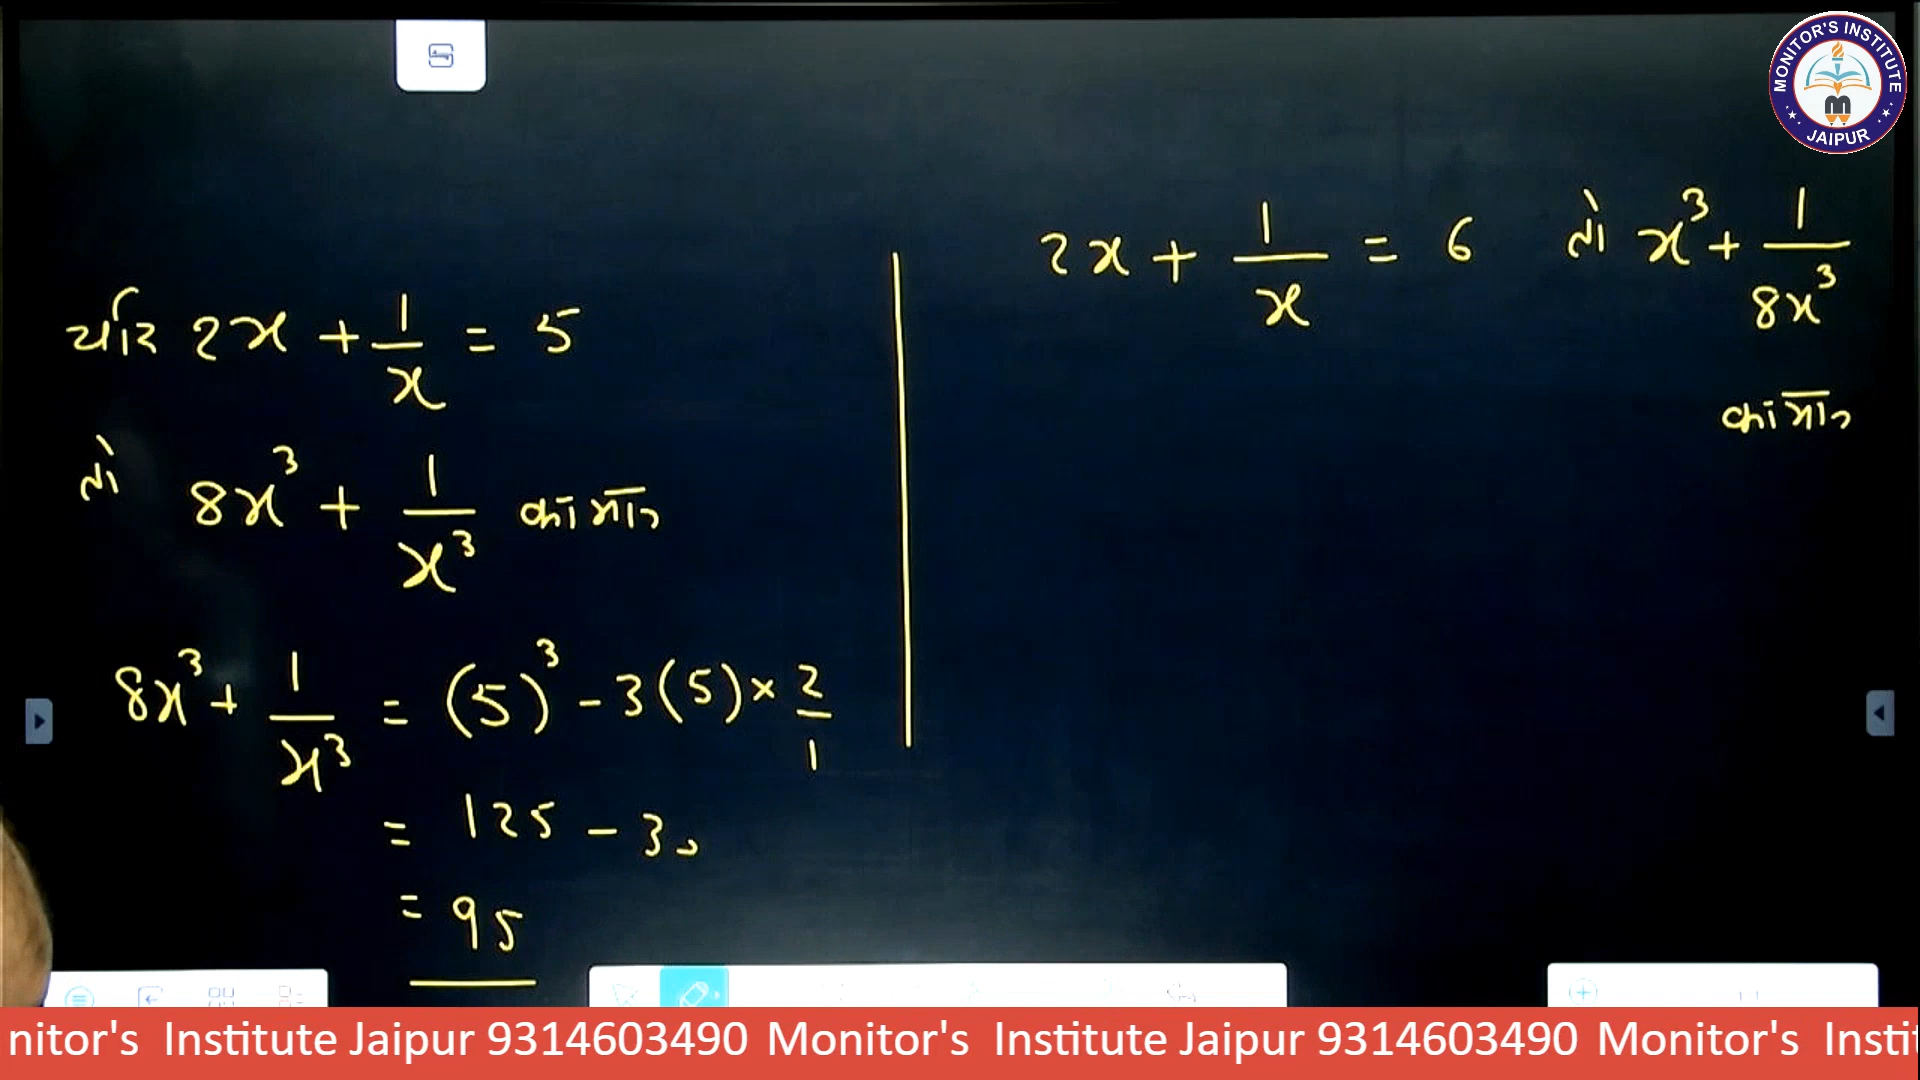 MONITOR'S INSTITUTE
JAIPUR
यदि 2x + 1/x = 5
तो 8x³ + 1/x³ का मान
8x³ + 1/x³ = (5)³ - 3(5) × 2/1
= 125 - 30
= 95
2x + 1/x = 6 तो x³ + 1/8x³
का मान
nitor's Institute Jaipur 9314603490 Monitor's Institute Jaipur 9314603490 Monitor's Instit